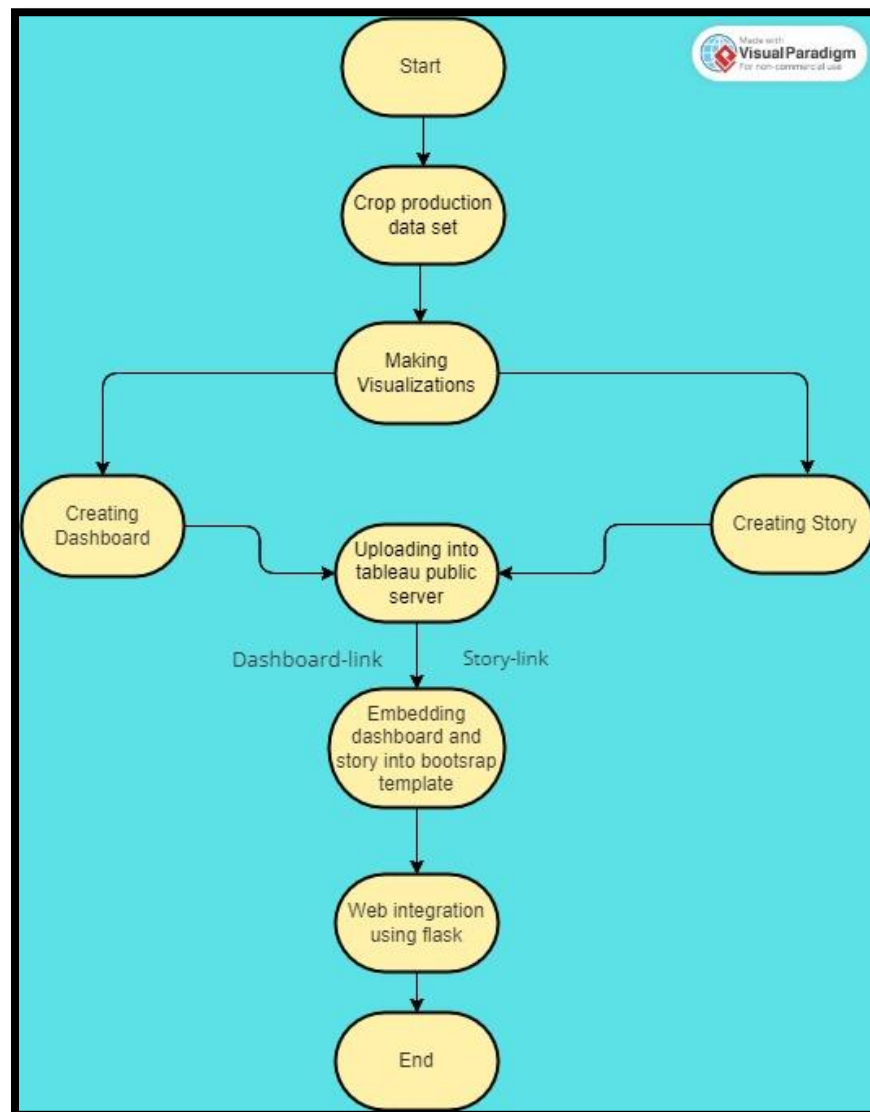 Start
Made with
Visual Paradigm
For non-commercial use
Crop production
data set
Making
Visualizations
Creating
Dashboard
Uploading into
tableau public
server
Creating Story
Dashboard-link
Story-link
Embedding
dashboard and
story into bootsrap
template
Web integration
using flask
End